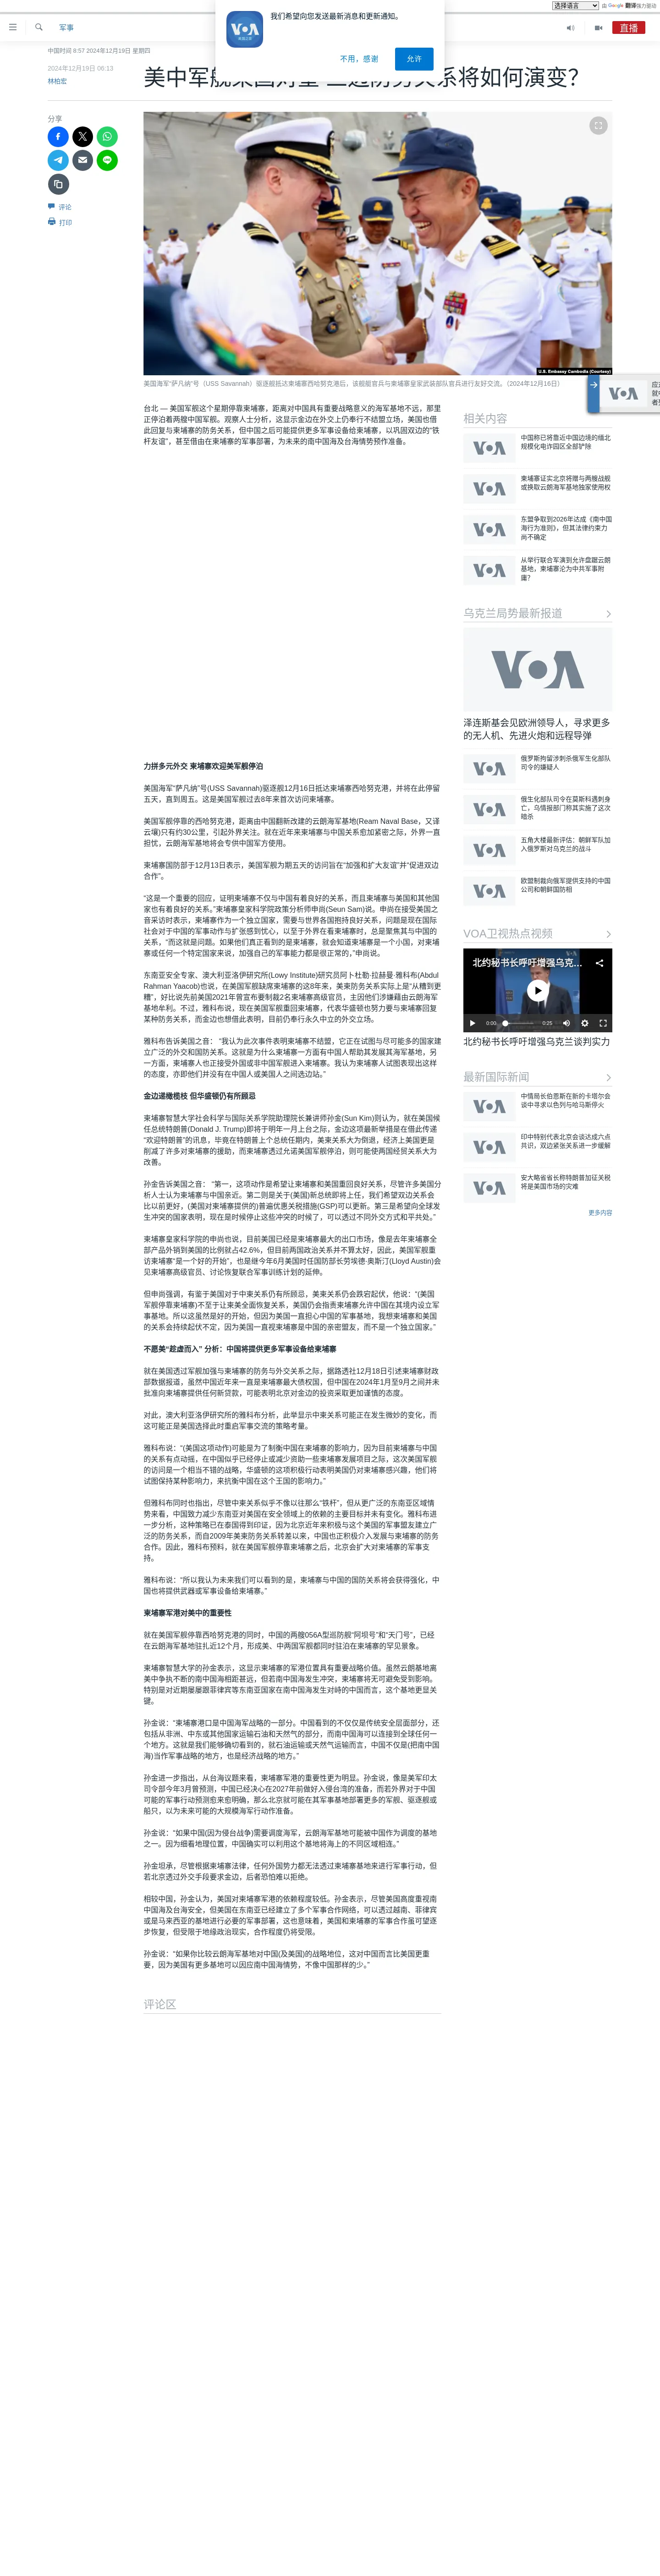 选择语言 由 Google 翻译强力驱动
我们希望向您发送最新消息和更新通知。
不用，感谢
允许
军事
直播
中国时间 8:57 2024年12月19日 星期四
2024年12月19日 06:13
林柏宏
分享
评论
打印
U.S. Embassy Cambodia (Courtesy)
美国海军“萨凡纳”号（USS Savannah）驱逐舰抵达柬埔寨西哈努克港后，该舰艇官兵与柬埔寨皇家武装部队官兵进行友好交流。（2024年12月16日）
台北 — 美国军舰这个星期停靠柬埔寨，距离对中国具有重要战略意义的海军基地不远，那里
正停泊着两艘中国军舰。观察人士分析，这显示金边在外交上仍奉行不结盟立场，美国也借
此回复与柬埔寨的防务关系，但中国之后可能提供更多军事设备给柬埔寨，以巩固双边的“铁
杆友谊”，甚至借由在柬埔寨的军事部署，为未来的南中国海及台海情势预作准备。
力拼多元外交 柬埔寨欢迎美军舰停泊
美国海军“萨凡纳”号(USS Savannah)驱逐舰12月16日抵达柬埔寨西哈努克港，并将在此停留
五天，直到周五。这是美国军舰过去8年来首次访问柬埔寨。
美国军舰停靠的西哈努克港，距离由中国翻新改建的云朗海军基地(Ream Naval Base，又译
云壤)只有约30公里，引起外界关注。就在近年来柬埔寨与中国关系愈加紧密之际，外界一直
担忧，云朗海军基地将会专供中国军方使用。
柬埔寨国防部于12月13日表示，美国军舰为期五天的访问旨在“加强和扩大友谊”并“促进双边
合作”。
“这是一个重要的回应，证明柬埔寨不仅与中国有着良好的关系，而且柬埔寨与美国和其他国
家也有着良好的关系。”柬埔寨皇家科学院政策分析师申尚(Seun Sam)说。申尚在接受美国之
音采访时表示，柬埔寨作为一个独立国家，需要与世界各国抱持良好关系，问题是现在国际
社会对于中国的军事动作与扩张感到忧心，以至于外界在看柬埔寨时，总是聚焦其与中国的
关系，“而这就是问题。如果他们真正看到的是柬埔寨，就会知道柬埔寨是一个小国，对柬埔
寨或任何一个特定国家来说，加强自己的军事能力都是很正常的。”申尚说。
东南亚安全专家、澳大利亚洛伊研究所(Lowy Institute)研究员阿卜杜勒·拉赫曼·雅科布(Abdul
Rahman Yaacob)也说，在美国军舰缺席柬埔寨的这8年来，美柬防务关系实际上是“从糟到更
糟”，好比说先前美国2021年曾宣布要制裁2名柬埔寨高级官员，主因他们涉嫌藉由云朗海军
基地牟利。不过，雅科布说，现在美国军舰重回柬埔寨，代表华盛顿也努力要与柬埔寨回复
某种防务关系，而金边也想借此表明，目前仍奉行永久中立的外交立场。
雅科布告诉美国之音： “我认为此次事件表明柬埔寨不结盟，它正在试图与尽可能多的国家建
立广泛的外交和国防关系。这就是为什么柬埔寨一方面有中国人帮助其发展其海军基地，另
一方面，柬埔寨人也正接受外国或非中国军舰进入柬埔寨。我认为柬埔寨人试图表现出这样
的态度，亦即他们并没有在中国人或美国人之间选边站。”
金边递橄榄枝 但华盛顿仍有所顾忌
柬埔寨智慧大学社会科学与国际关系学院助理院长兼讲师孙金(Sun Kim)则认为，就在美国候
任总统特朗普(Donald J. Trump)即将于明年一月上台之际，金边这项最新举措是在借此传递
“欢迎特朗普”的讯息，毕竟在特朗普上个总统任期内，美柬关系大为倒退，经济上美国更是
削减了许多对柬埔寨的援助，而柬埔寨透过允诺美国军舰停泊，则可能使两国经贸关系大为
改善。
孙金告诉美国之音： “第一，这项动作是希望让柬埔寨和美国重回良好关系，尽管许多美国分
析人士认为柬埔寨与中国亲近。第二则是关于(美国)新总统即将上任，我们希望双边关系会
比以前更好，(美国对柬埔寨提供的)普遍优惠关税措施(GSP)可以更新。第三是希望向全球发
生冲突的国家表明，现在是时候停止这些冲突的时候了，可以透过不同外交方式和平共处。”
柬埔寨皇家科学院的申尚也说，目前美国已经是柬埔寨最大的出口市场，像是去年柬埔寨全
部产品外销到美国的比例就占42.6%，但目前两国政治关系并不算太好，因此，美国军舰重
访柬埔寨“是一个好的开始”，也是继今年6月美国时任国防部长劳埃德·奥斯汀(Lloyd Austin)会
见柬埔寨高级官员、讨论恢复联合军事训练计划的延伸。
但申尚强调，有鉴于美国对于中柬关系仍有所顾忌，美柬关系仍会跌宕起伏，他说：“(美国
军舰停靠柬埔寨)不至于让柬美全面恢复关系，美国仍会指责柬埔寨允许中国在其境内设立军
事基地。所以这虽然是好的开始，但因为美国一直担心中国的军事基地，我想柬埔寨和美国
的关系会持续起伏不定，因为美国一直视柬埔寨是中国的亲密盟友，而不是一个独立国家。”
不愿美“趁虚而入” 分析：中国将提供更多军事设备给柬埔寨
就在美国透过军舰加强与柬埔寨的防务与外交关系之际，据路透社12月18日引述柬埔寨财政
部数据报道，虽然中国近年来一直是柬埔寨最大债权国，但中国在2024年1月至9月之间并未
批准向柬埔寨提供任何新贷款，可能表明北京对金边的投资采取更加谨慎的态度。
对此，澳大利亚洛伊研究所的雅科布分析，此举显示中柬关系可能正在发生微妙的变化，而
这可能正是美国选择此时重启军事交流的策略考量。
雅科布说：“(美国这项动作)可能是为了制衡中国在柬埔寨的影响力，因为目前柬埔寨与中国
的关系有点动摇，在中国似乎已经停止或减少资助一些柬埔寨发展项目之际，这次美国军舰
的访问是一个相当不错的战略，华盛顿的这项积极行动表明美国仍对柬埔寨感兴趣，他们将
试图保持某种影响力，来抗衡中国在这个王国的影响力。”
但雅科布同时也指出，尽管中柬关系似乎不像以往那么“铁杆”，但从更广泛的东南亚区域情
势来看，中国致力减少东南亚对美国在安全领域上的依赖的主要目标并未有变化。雅科布进
一步分析，这种策略已在泰国得到印证，因为北京近年来积极与这个美国的军事盟友建立广
泛的防务关系，而自2009年美柬防务关系转差以来，中国也正积极介入发展与柬埔寨的防务
合作。因此，雅科布预料，就在美国军舰停靠柬埔寨之后，北京会扩大对柬埔寨的军事支
持。
雅科布说：“所以我认为未来我们可以看到的是，柬埔寨与中国的国防关系将会获得强化，中
国也将提供武器或军事设备给柬埔寨。”
柬埔寨军港对美中的重要性
就在美国军舰停靠西哈努克港的同时，中国的两艘056A型巡防舰“阿坝号”和“天门号”，已经
在云朗海军基地驻扎近12个月，形成美、中两国军舰都同时驻泊在柬埔寨的罕见景象。
柬埔寨智慧大学的孙金表示，这显示柬埔寨的军港位置具有重要战略价值。虽然云朗基地离
美中争执不断的南中国海相距甚远，但若南中国海发生冲突，柬埔寨将无可避免受到影响。
特别是对近期屡屡跟菲律宾等东南亚国家在南中国海发生对峙的中国而言，这个基地更显关
键。
孙金说：“柬埔寨港口是中国海军战略的一部分。中国看到的不仅仅是传统安全层面部分，还
包括从非洲、中东或其他国家运输石油和天然气的部分，而南中国海可以连接到全球任何一
个地方。这就是我们能够确切看到的，就石油运输或天然气运输而言，中国不仅是(把南中国
海)当作军事战略的地方，也是经济战略的地方。”
孙金进一步指出，从台海议题来看，柬埔寨军港的重要性更为明显。孙金说，像是美军印太
司令部今年3月曾预测，中国已经决心在2027年前做好入侵台湾的准备，而若外界对于中国
可能的军事行动预测愈来愈明确，那么北京就可能在其军事基地部署更多的军舰、驱逐舰或
船只，以为未来可能的大规模海军行动作准备。
孙金说：“如果中国(因为侵台战争)需要调度海军，云朗海军基地可能被中国作为调度的基地
之一。因为细看地理位置，中国确实可以利用这个基地将海上的不同区域相连。”
孙金坦承，尽管根据柬埔寨法律，任何外国势力都无法透过柬埔寨基地来进行军事行动，但
若北京透过外交手段要求金边，后者恐怕难以拒绝。
相较中国，孙金认为，美国对柬埔寨军港的依赖程度较低。孙金表示，尽管美国高度重视南
中国海及台海安全，但美国在东南亚已经建立了多个军事合作网络，可以透过越南、菲律宾
或是马来西亚的基地进行必要的军事部署，这也意味着，美国和柬埔寨的军事合作虽可望逐
步恢复，但受限于地缘政治现实，合作程度仍将受限。
孙金说：“如果你比较云朗海军基地对中国(及美国)的战略地位，这对中国而言比美国更重
要，因为美国有更多基地可以因应南中国海情势，不像中国那样的少。”
评论区
相关内容
中国称已将靠近中国边境的缅北
规模化电诈园区全部铲除
柬埔寨证实北京将赠与两艘战舰
或换取云朗海军基地独家使用权
东盟争取到2026年达成《南中国
海行为准则》，但其法律约束力
尚不确定
从举行联合军演到允许盘踞云朗
基地，柬埔寨沦为中共军事附
庸？
乌克兰局势最新报道
VOA
泽连斯基会见欧洲领导人，寻求更多
的无人机、先进火炮和远程导弹
俄罗斯拘留涉刺杀俄军生化部队
司令的嫌疑人
俄生化部队司令在莫斯科遇刺身
亡，乌情报部门称其实施了这次
暗杀
五角大楼最新评估：朝鲜军队加
入俄罗斯对乌克兰的战斗
欧盟制裁向俄军提供支持的中国
公司和朝鲜国防相
VOA卫视热点视频
北约秘书长呼吁增强乌克...
0:00 0:25
北约秘书长呼吁增强乌克兰谈判实力
最新国际新闻
中情局长伯恩斯在新的卡塔尔会
谈中寻求以色列与哈马斯停火
印中特别代表北京会谈达成六点
共识，双边紧张关系进一步缓解
安大略省省长称特朗普加征关税
将是美国市场的灾难
更多内容